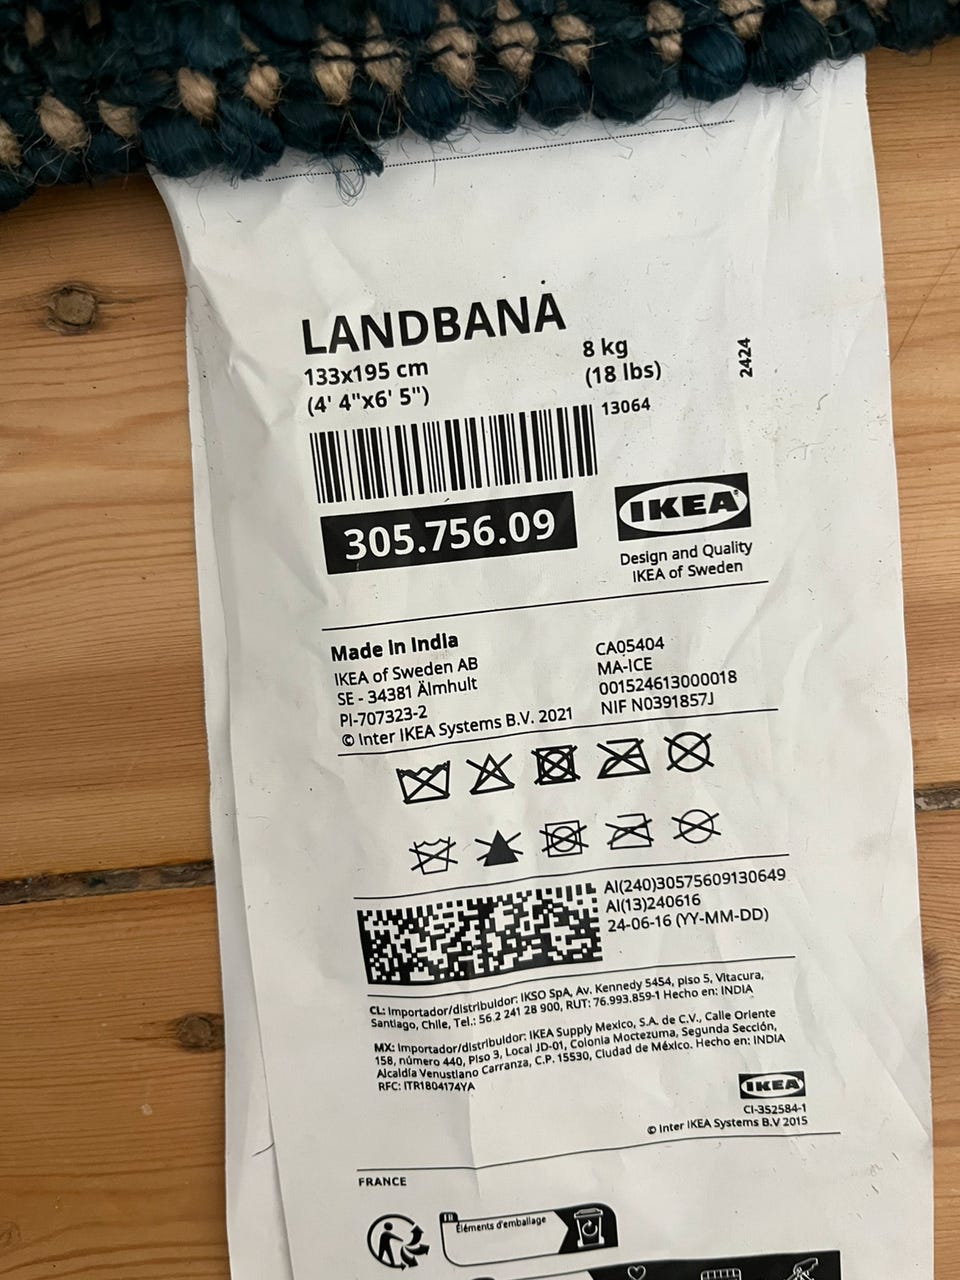 LANDBANA
133x195 cm
(4' 4"x6' 5")
8 kg
(18 lbs)
2424
13064
305.756.09
IKEA®
Design and Quality
IKEA of Sweden
Made in India
IKEA of Sweden AB
SE - 34381 Älmhult
PI-707323-2
© Inter IKEA Systems B.V. 2021
CA05404
MA-ICE
001524613000018
NIF N0391857J
AI(240)30575609130649
AI(13)240616
24-06-16 (YY-MM-DD)
CL: Importador/distribuidor: IKSO SpA, Av. Kennedy 5454, piso 5, Vitacura,
Santiago, Chile, Tel.: 56.2 241 28 900, RUT: 76.993.859-1 Hecho en: INDIA
MX: Importador/distribuidor: IKEA Supply Mexico, S.A. de C.V., Calle Oriente
158, número 440, Piso 3, Local JD-01, Colonia Moctezuma, Segunda Sección,
Alcaldía Venustiano Carranza, C.P. 15530, Ciudad de México. Hecho en: INDIA
RFC: ITR1804174YA
IKEA
CI-352584-1
© Inter IKEA Systems B.V 2015
FRANCE
FR
Éléments d'emballage